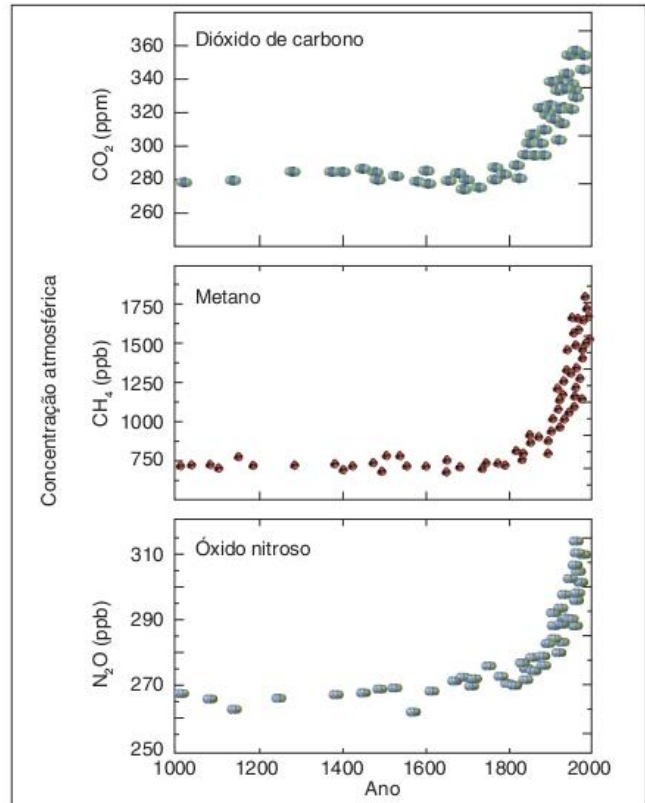 Concentração atmosférica
Dióxido de carbono
CO₂ (ppm)
360
340
320
300
280
260
Metano
CH₄ (ppb)
1750
1500
1250
1000
750
Óxido nitroso
N₂O (ppb)
310
290
270
250
1000 1200 1400 1600 1800 2000
Ano